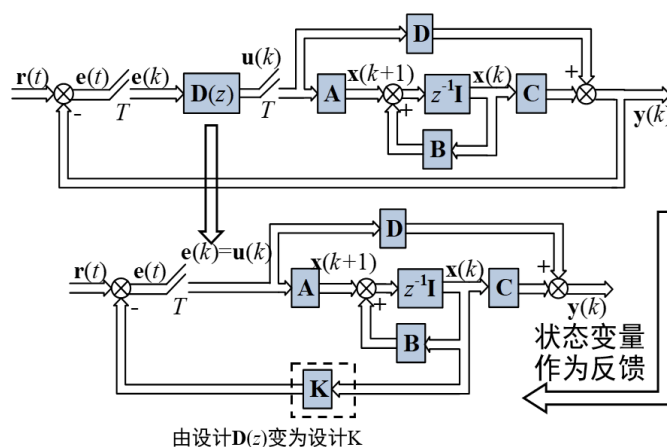 D
u(k)
r(t) e(t) e(k) D(z) A x(k+1) z⁻¹I x(k) C +
- T T + y(k)
B
D
e(k)=u(k)
r(t) e(t) A x(k+1) z⁻¹I x(k) C +
- T + y(k)
B
状态变量
作为反馈
K
由设计D(z)变为设计K